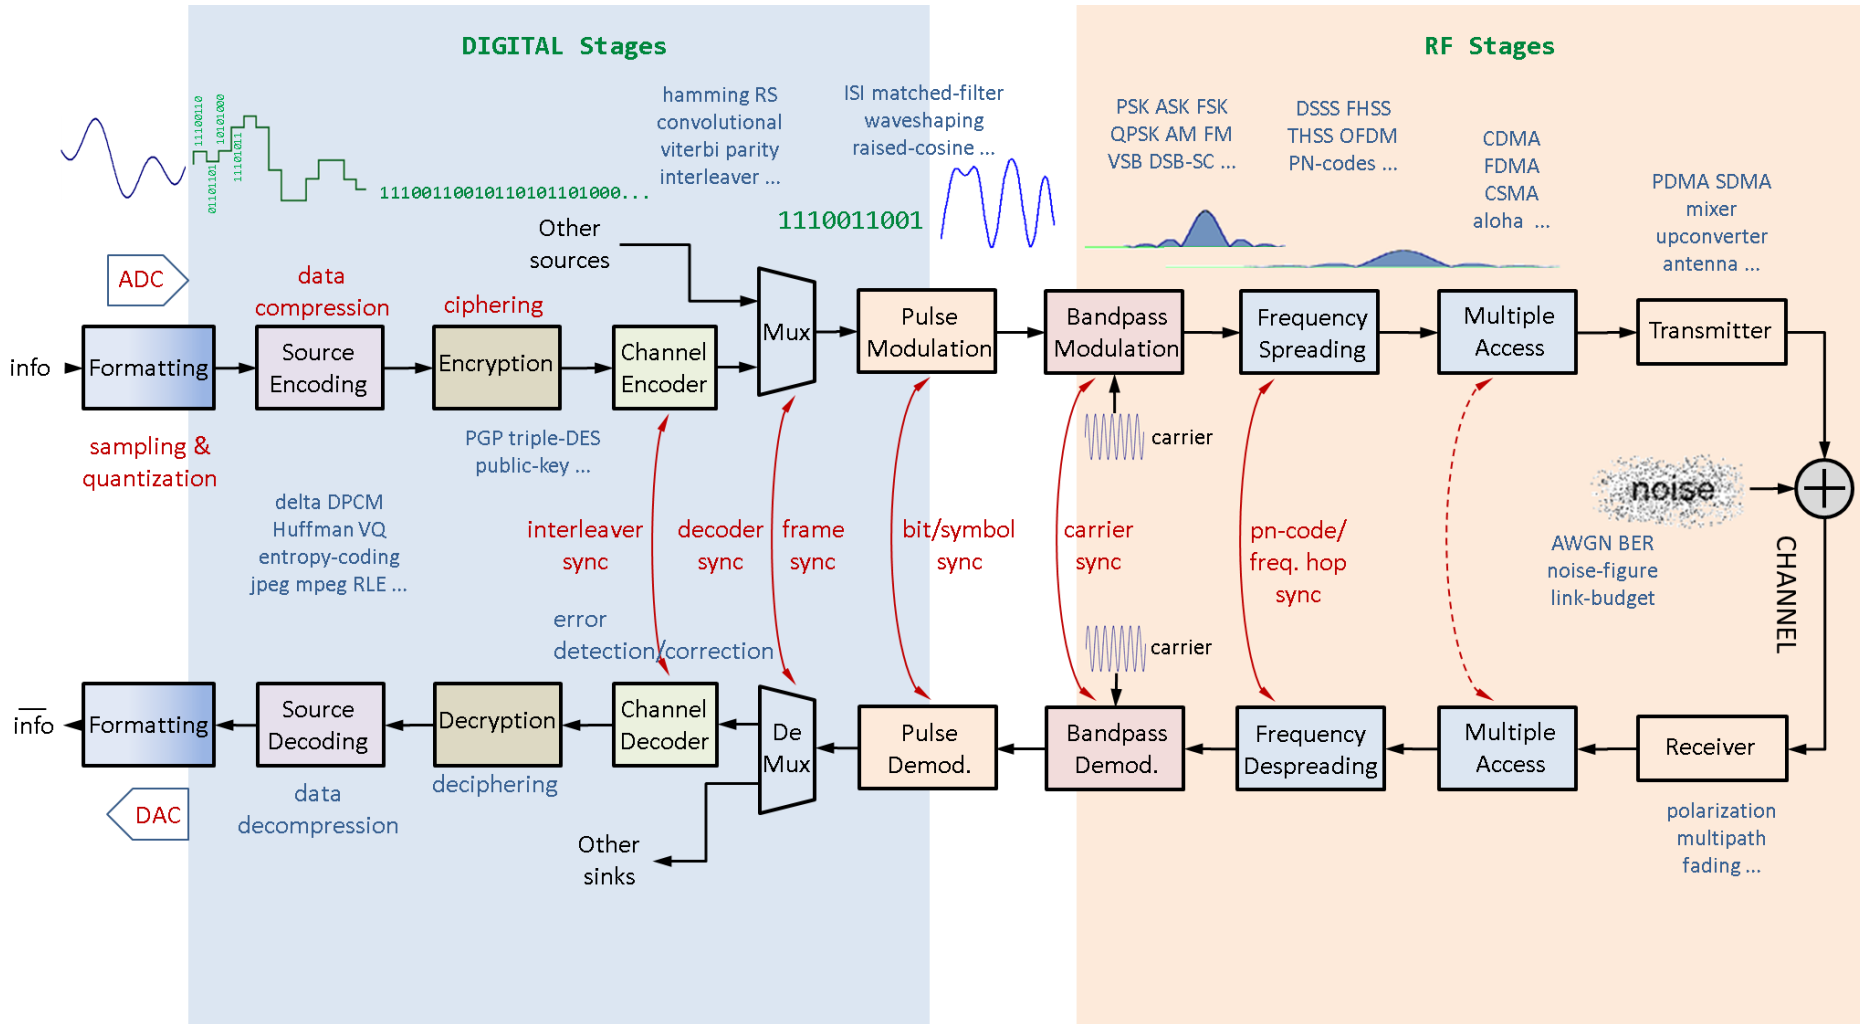 DIGITAL Stages
RF Stages
11100110
01101101
10101000
11101011
11100110010110101101000...
hamming RS
convolutional
viterbi parity
interleaver ...
1110011001
ISI matched-filter
waveshaping
raised-cosine ...
PSK ASK FSK
QPSK AM FM
VSB DSB-SC ...
DSSS FHSS
THSS OFDM
PN-codes ...
CDMA
FDMA
CSMA
aloha ...
PDMA SDMA
mixer
upconverter
antenna ...
Other
sources
ADC
data
compression
ciphering
info
Formatting
Source
Encoding
Encryption
Channel
Encoder
Mux
Pulse
Modulation
Bandpass
Modulation
Frequency
Spreading
Multiple
Access
Transmitter
sampling &
quantization
PGP triple-DES
public-key ...
carrier
noise
delta DPCM
Huffman VQ
entropy-coding
jpeg mpeg RLE ...
interleaver
sync
decoder
sync
frame
sync
bit/symbol
sync
carrier
sync
pn-code/
freq. hop
sync
AWGN BER
noise-figure
link-budget
CHANNEL
error
detection/correction
carrier
info
Formatting
Source
Decoding
Decryption
Channel
Decoder
De
Mux
Pulse
Demod.
Bandpass
Demod.
Frequency
Despreading
Multiple
Access
Receiver
DAC
data
decompression
deciphering
Other
sinks
polarization
multipath
fading ...